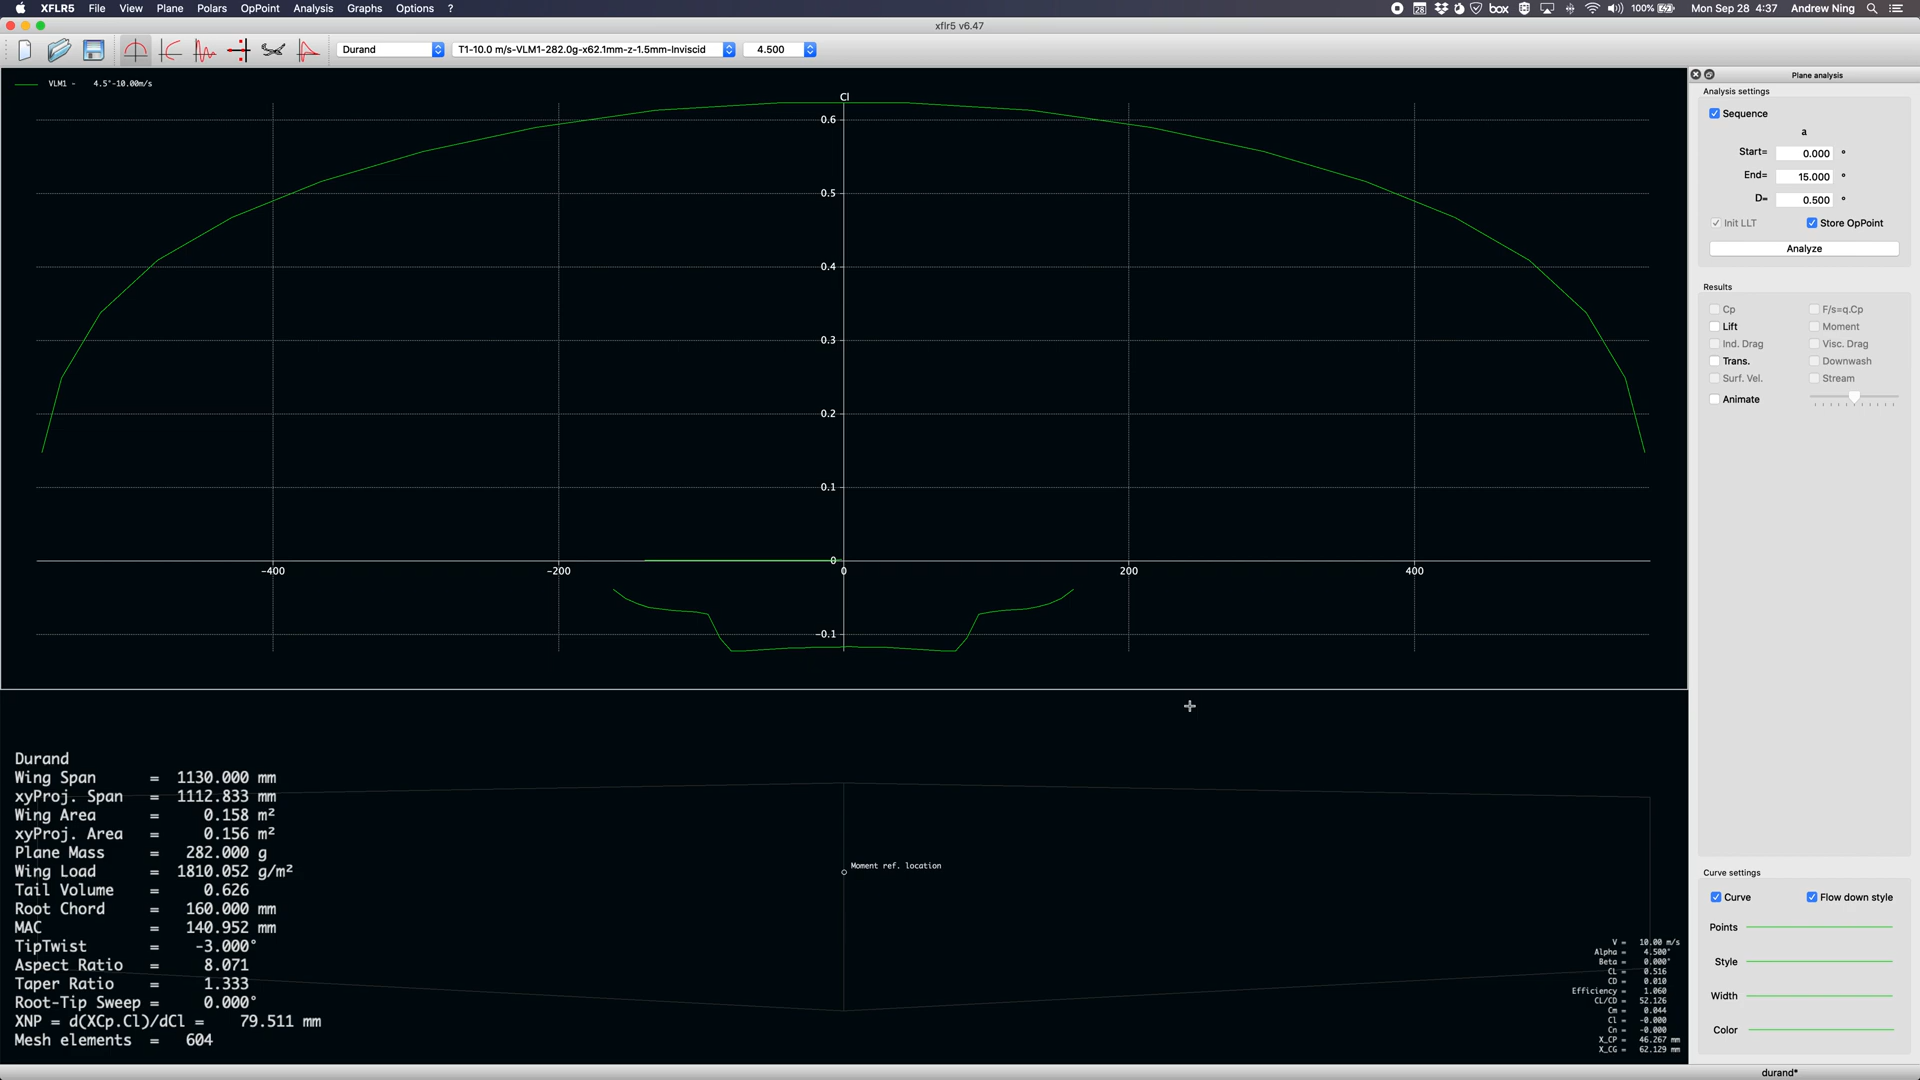 XFLR5 File View Plane Polars OpPoint Analysis Graphs Options ?
28 box 100% Mon Sep 28 4:37 Andrew Ning
xflr5 v6.47
Durand T1-10.0 m/s-VLM1-282.0g-x62.1mm-z-1.5mm-Inviscid 4.500
VLM1 - 4.5°-10.00m/s
Cl
0.6
0.5
0.4
0.3
0.2
0.1
0
-400 -200 0 200 400
-0.1
Moment ref. location
Durand
Wing Span = 1130.000 mm
xyProj. Span = 1112.833 mm
Wing Area = 0.158 m²
xyProj. Area = 0.156 m²
Plane Mass = 282.000 g
Wing Load = 1810.052 g/m²
Tail Volume = 0.626
Root Chord = 160.000 mm
MAC = 140.952 mm
TipTwist = -3.000°
Aspect Ratio = 8.071
Taper Ratio = 1.333
Root-Tip Sweep = 0.000°
XNP = d(XCp.Cl)/dCl = 79.511 mm
Mesh elements = 604
V = 10.00 m/s
Alpha = 4.500°
Beta = 0.000°
CL = 0.516
CD = 0.010
Efficiency = 1.060
CL/CD = 52.126
Cm = 0.044
Cl = -0.000
Cn = -0.000
X_CP = 46.267 mm
X_CG = 62.129 mm
Plane analysis
Analysis settings
Sequence
a
Start= 0.000 °
End= 15.000 °
D= 0.500 °
Init LLT Store OpPoint
Analyze
Results
Cp F/s=q.Cp
Lift Moment
Ind. Drag Visc. Drag
Trans. Downwash
Surf. Vel. Stream
Animate
Curve settings
Curve Flow down style
Points
Style
Width
Color
durand*